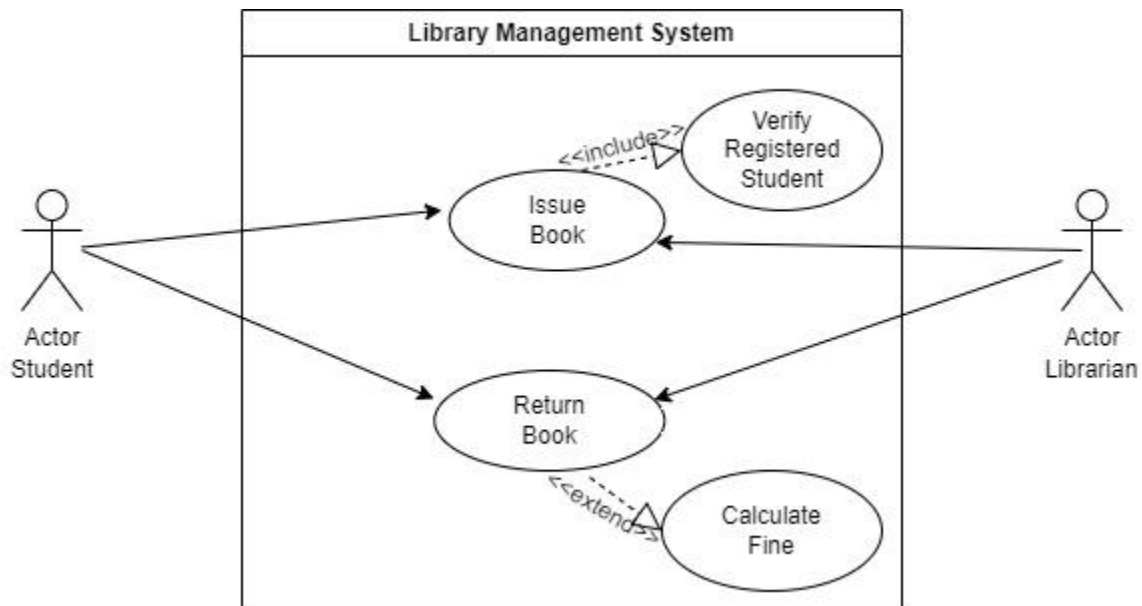 Library Management System
<<include>>
Verify
Registered
Student
Issue
Book
Actor
Student
Actor
Librarian
Return
Book
<<extend>>
Calculate
Fine